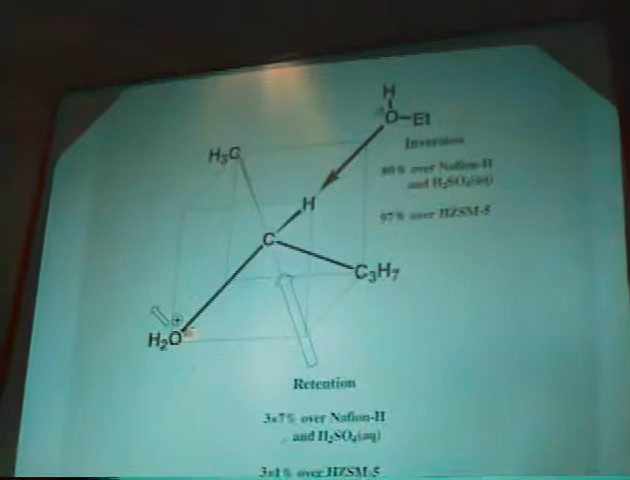 H
O–Et
Inversion
80% over Nafion-H
and H₂SO₄(aq)
97% over HZSM-5
H₃C
H
C
C₃H₇
⊕
H₂O
Retention
3x7% over Nafion-H
and H₂SO₄(aq)
3x1% over HZSM-5